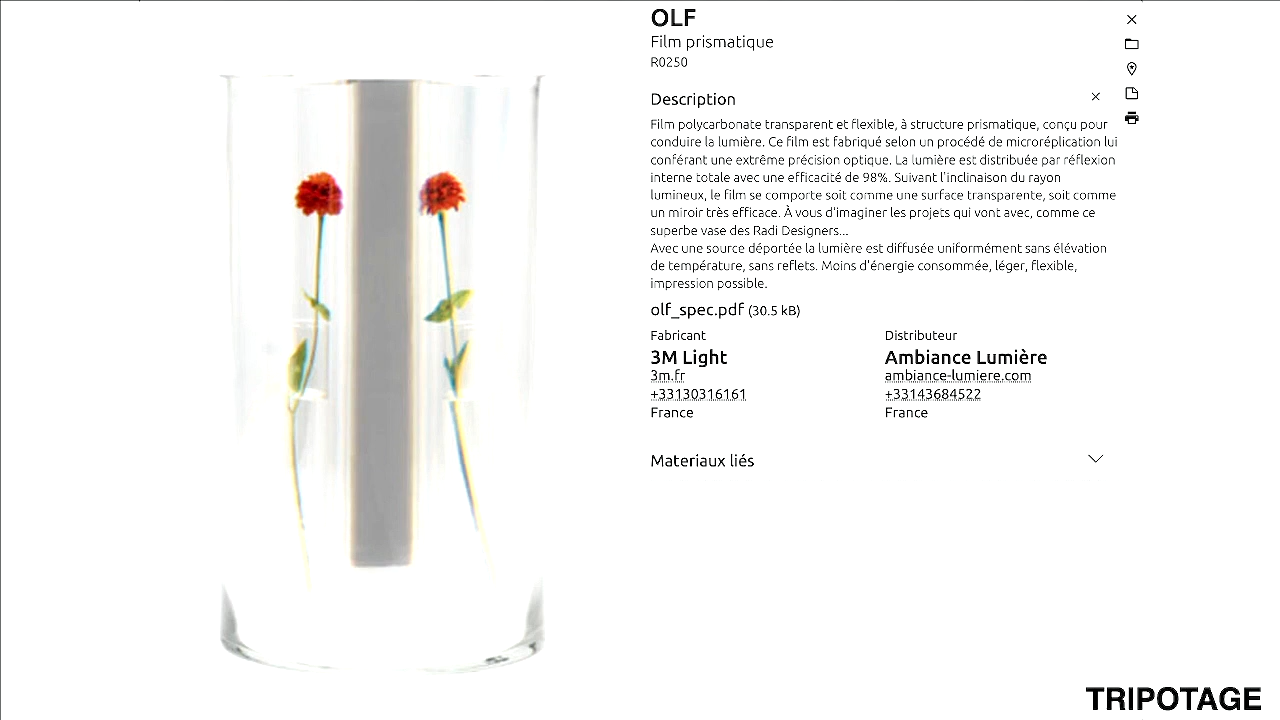 OLF
Film prismatique
R0250
Description
Film polycarbonate transparent et flexible, à structure prismatique, conçu pour
conduire la lumière. Ce film est fabriqué selon un procédé de microréplication lui
conférant une extrême précision optique. La lumière est distribuée par réflexion
interne totale avec une efficacité de 98%. Suivant l'inclinaison du rayon
lumineux, le film se comporte soit comme une surface transparente, soit comme
un miroir très efficace. À vous d'imaginer les projets qui vont avec, comme ce
superbe vase des Radi Designers...
Avec une source déportée la lumière est diffusée uniformément sans élévation
de température, sans reflets. Moins d'énergie consommée, léger, flexible,
impression possible.
olf_spec.pdf (30.5 kB)
Fabricant
3M Light
3m.fr
+33130316161
France
Distributeur
Ambiance Lumière
ambiance-lumiere.com
+33143684522
France
Materiaux liés
TRIPOTAGE